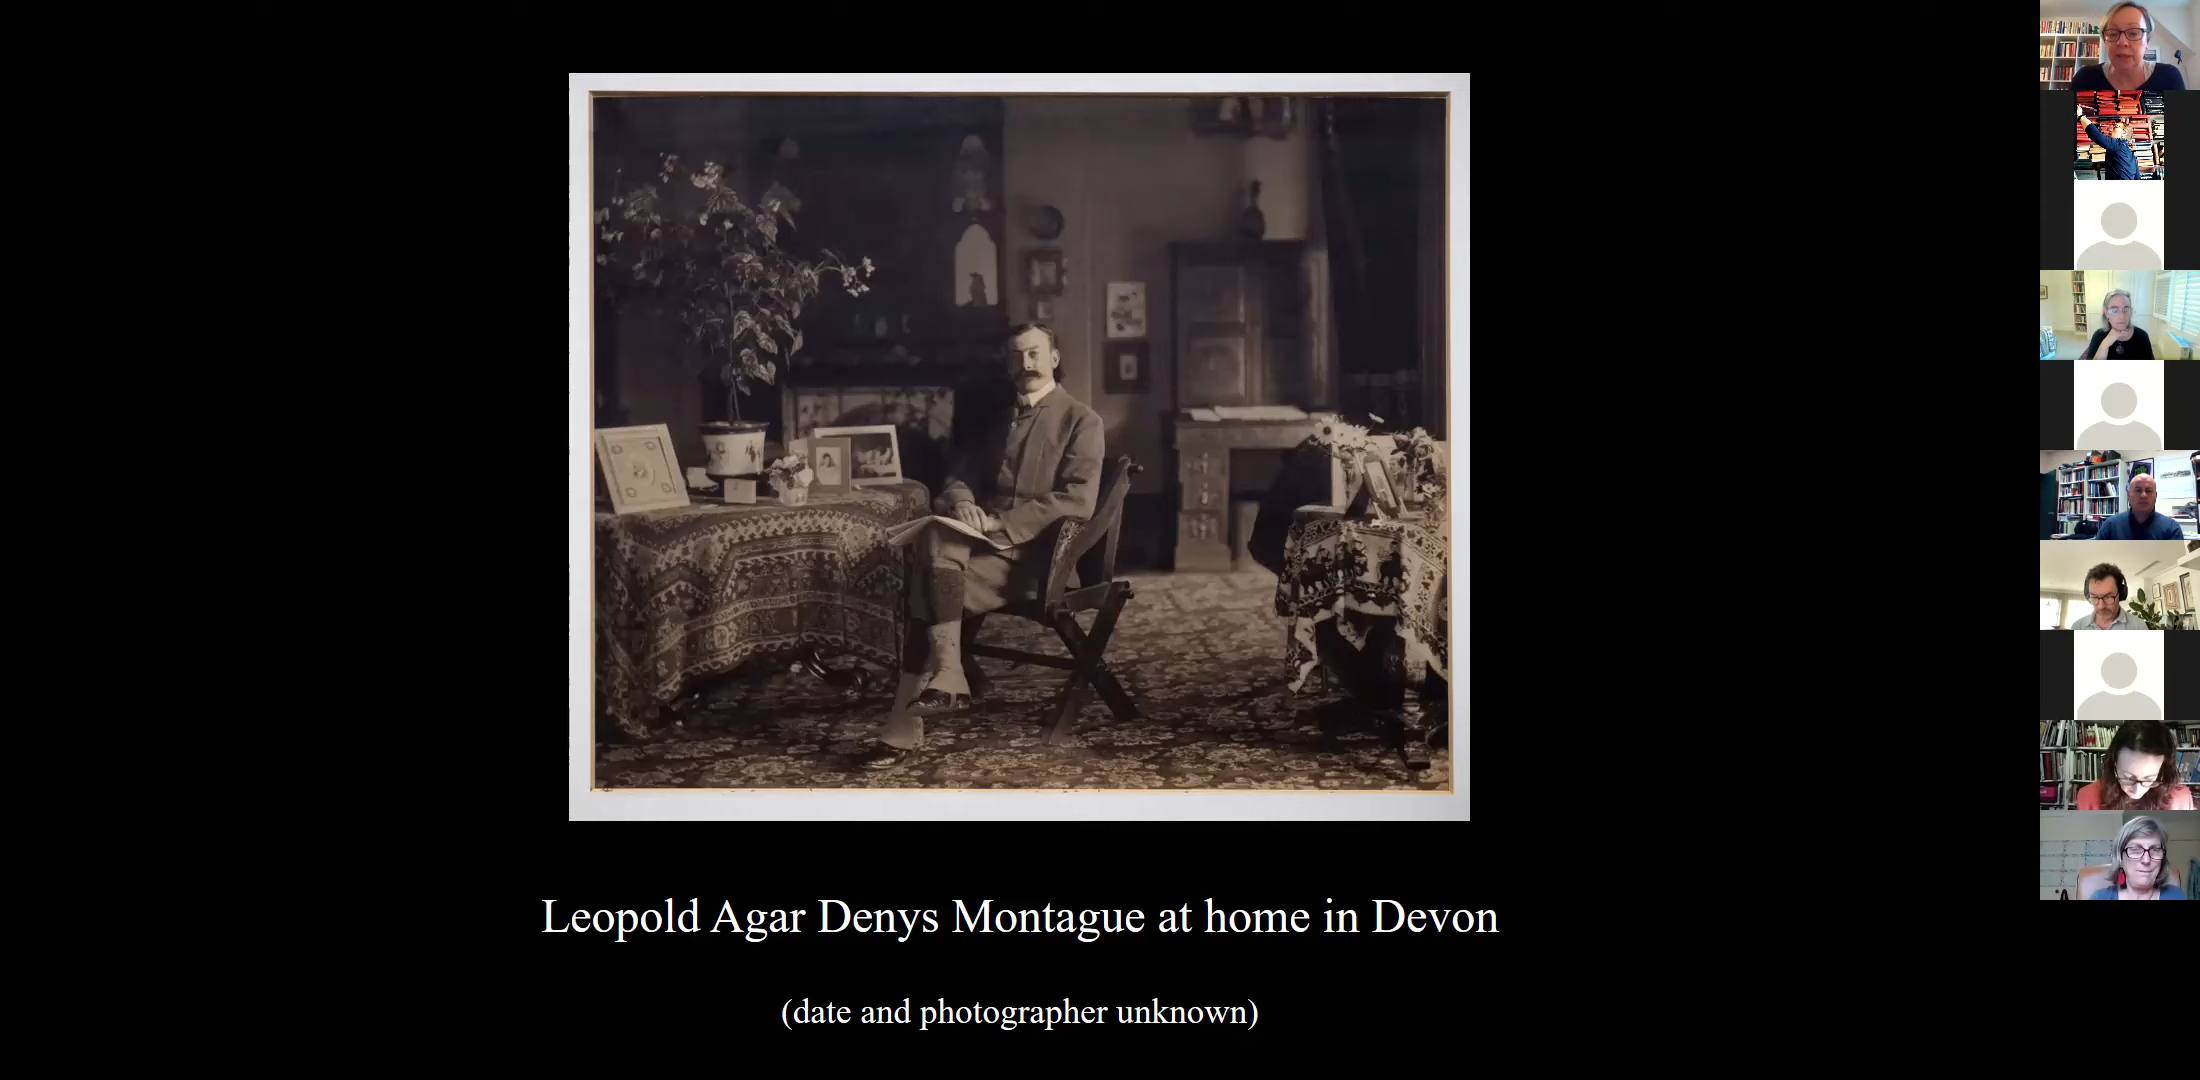 Leopold Agar Denys Montague at home in Devon
(date and photographer unknown)